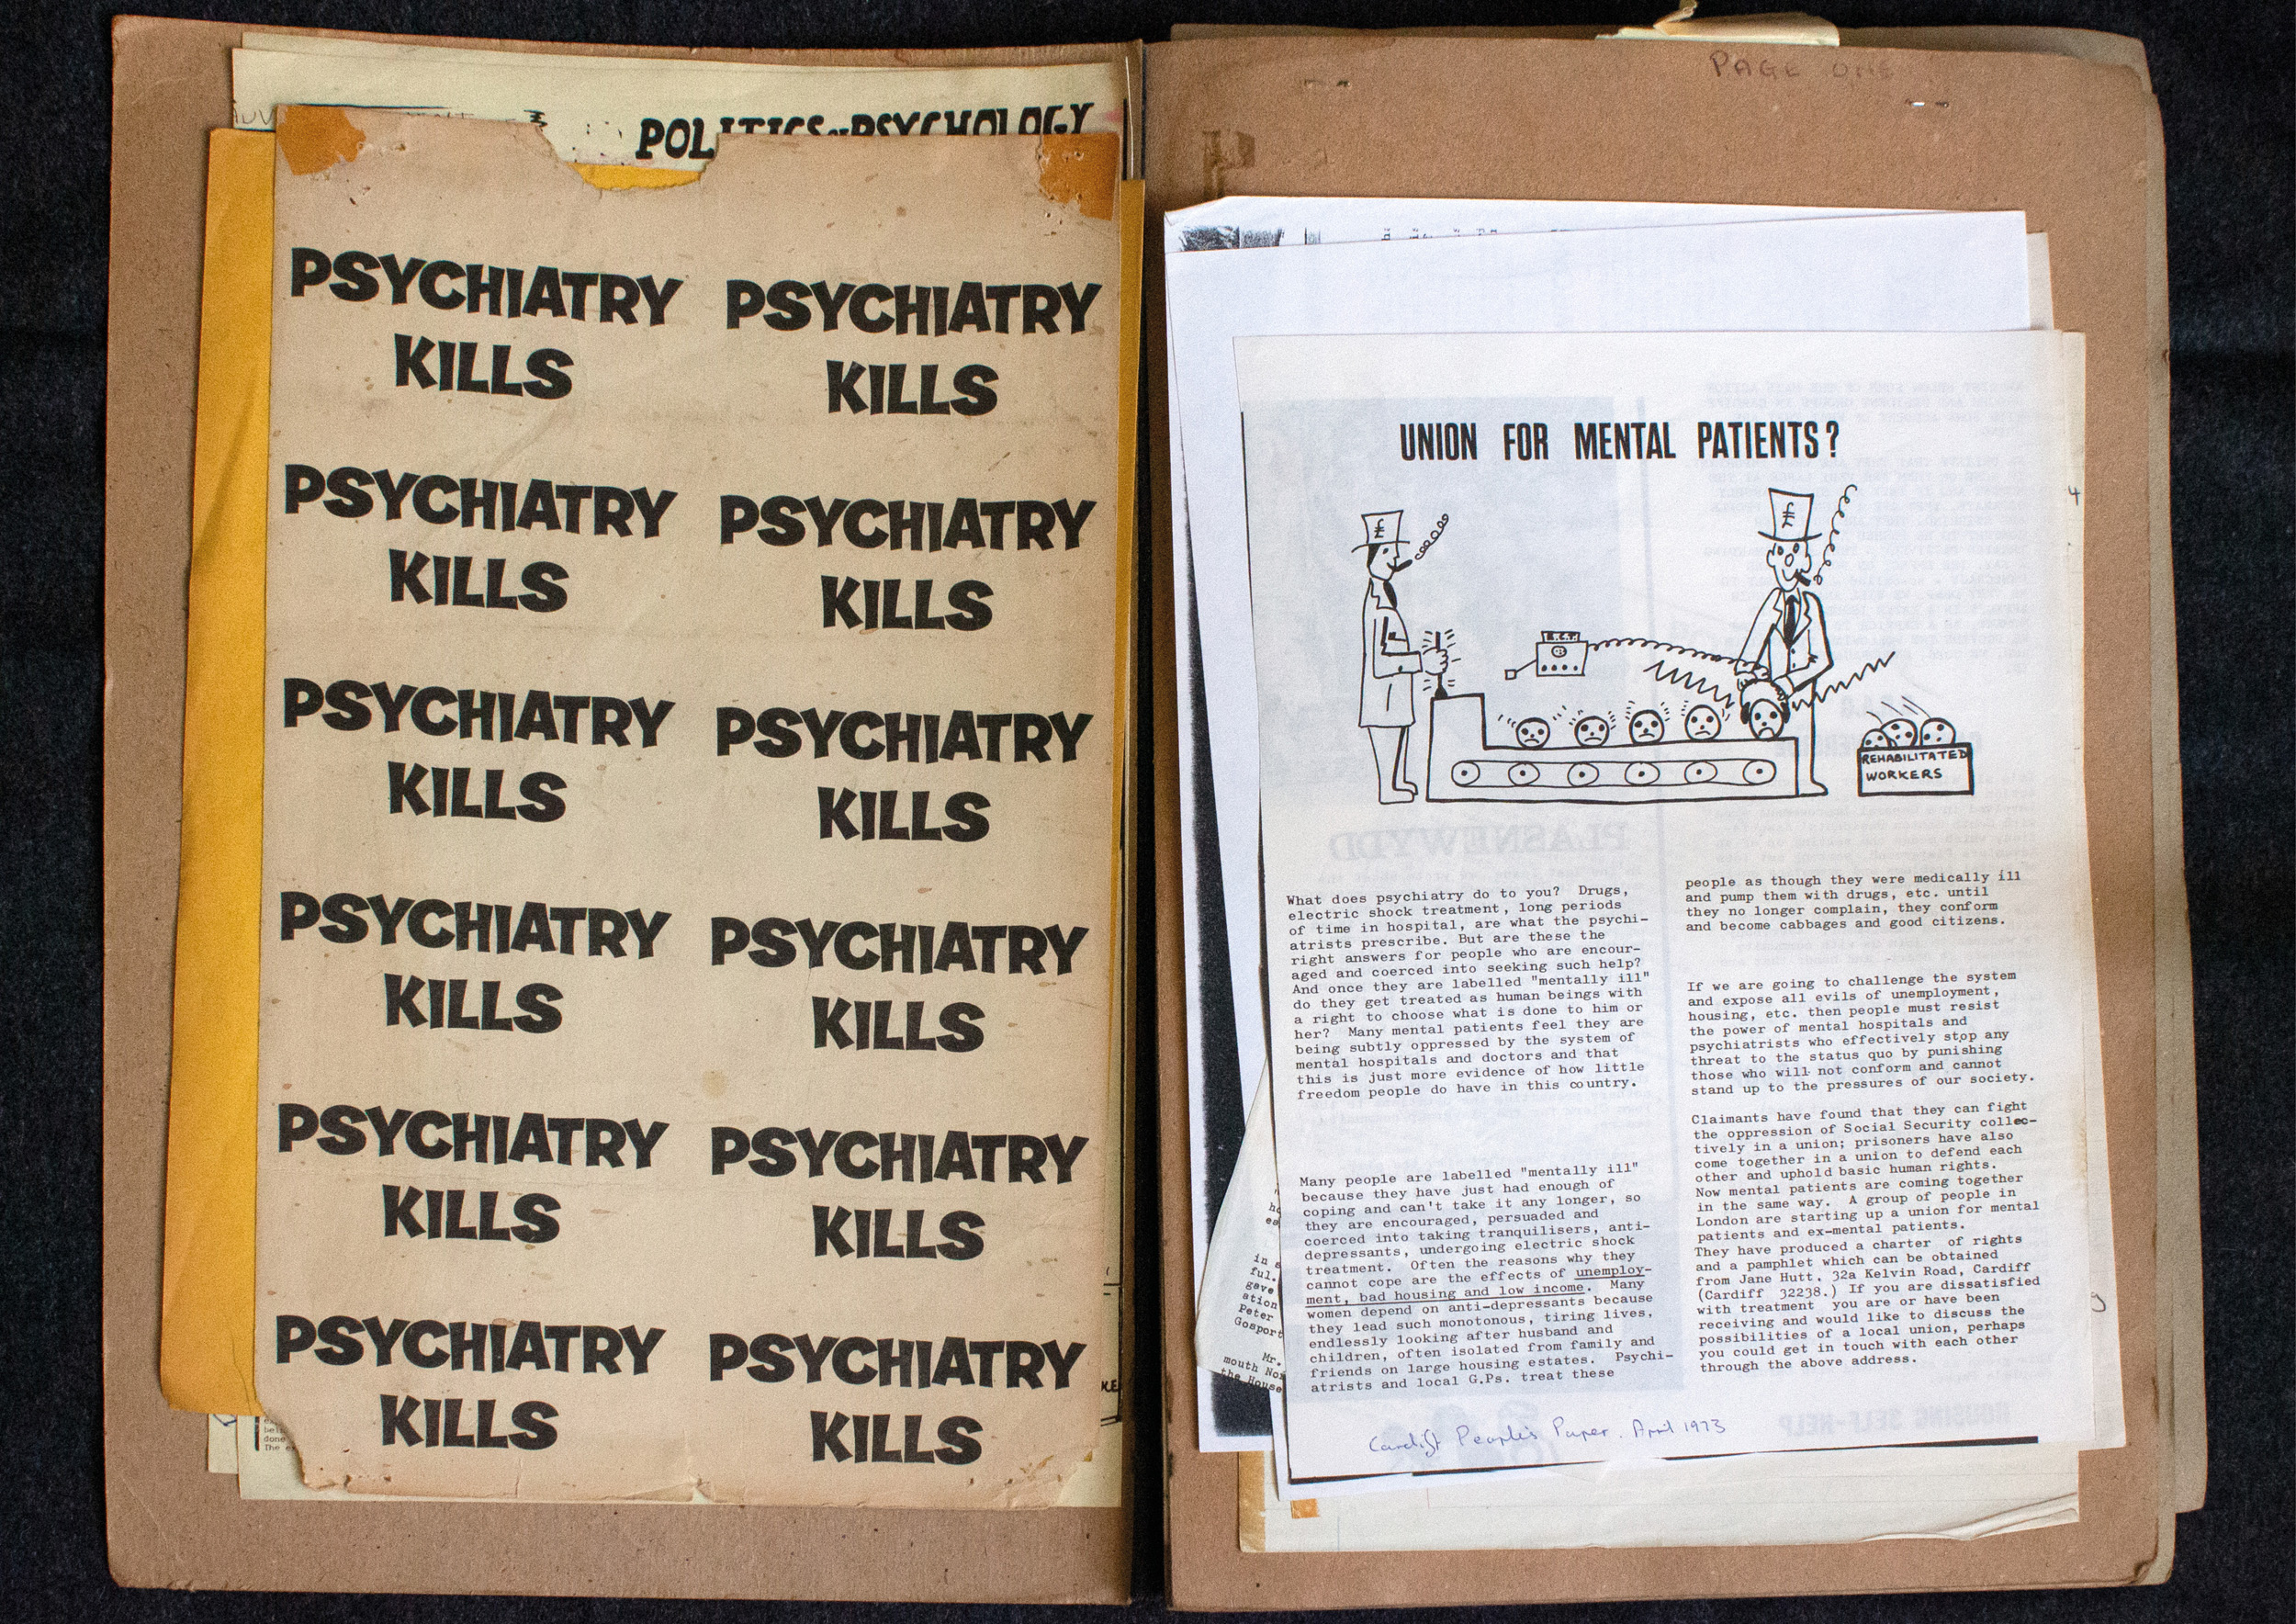 POLITICS OF PSYCHOLOGY
PSYCHIATRY
KILLS
PSYCHIATRY
KILLS
PSYCHIATRY
KILLS
PSYCHIATRY
KILLS
PSYCHIATRY
KILLS
PSYCHIATRY
KILLS
PSYCHIATRY
KILLS
PSYCHIATRY
KILLS
PSYCHIATRY
KILLS
PSYCHIATRY
KILLS
PSYCHIATRY
KILLS
PSYCHIATRY
KILLS
done
The
PAGE ONE
UNION FOR MENTAL PATIENTS?
£
£
E.C.T.
REHABILITATED
WORKERS
What does psychiatry do to you? Drugs,
electric shock treatment, long periods
of time in hospital, are what the psychi-
atrists prescribe. But are these the
right answers for people who are encour-
aged and coerced into seeking such help?
And once they are labelled "mentally ill"
do they get treated as human beings with
a right to choose what is done to him or
her? Many mental patients feel they are
being subtly oppressed by the system of
mental hospitals and doctors and that
this is just more evidence of how little
freedom people do have in this country.
Many people are labelled "mentally ill"
because they have just had enough of
coping and can't take it any longer, so
they are encouraged, persuaded and
coerced into taking tranquilisers, anti-
depressants, undergoing electric shock
treatment. Often the reasons why they
cannot cope are the effects of unemploy-
ment, bad housing and low income. Many
women depend on anti-depressants because
they lead such monotonous, tiring lives,
endlessly looking after husband and
children, often isolated from family and
friends on large housing estates. Psychi-
atrists and local G.Ps. treat these
people as though they were medically ill
and pump them with drugs, etc. until
they no longer complain, they conform
and become cabbages and good citizens.
If we are going to challenge the system
and expose all evils of unemployment,
housing, etc. then people must resist
the power of mental hospitals and
psychiatrists who effectively stop any
threat to the status quo by punishing
those who will not conform and cannot
stand up to the pressures of our society.
Claimants have found that they can fight
the oppression of Social Security collec-
tively in a union; prisoners have also
come together in a union to defend each
other and uphold basic human rights.
Now mental patients are coming together
in the same way. A group of people in
London are starting up a union for mental
patients and ex-mental patients.
They have produced a charter of rights
and a pamphlet which can be obtained
from Jane Hutt, 32a Kelvin Road, Cardiff
(Cardiff 32238.) If you are dissatisfied
with treatment you are or have been
receiving and would like to discuss the
possibilities of a local union, perhaps
you could get in touch with each other
through the above address.
Cardiff People's Paper. April 1973
in
ful.
gave
ation
Peter
Gosport
Mr.
mouth
the House
4